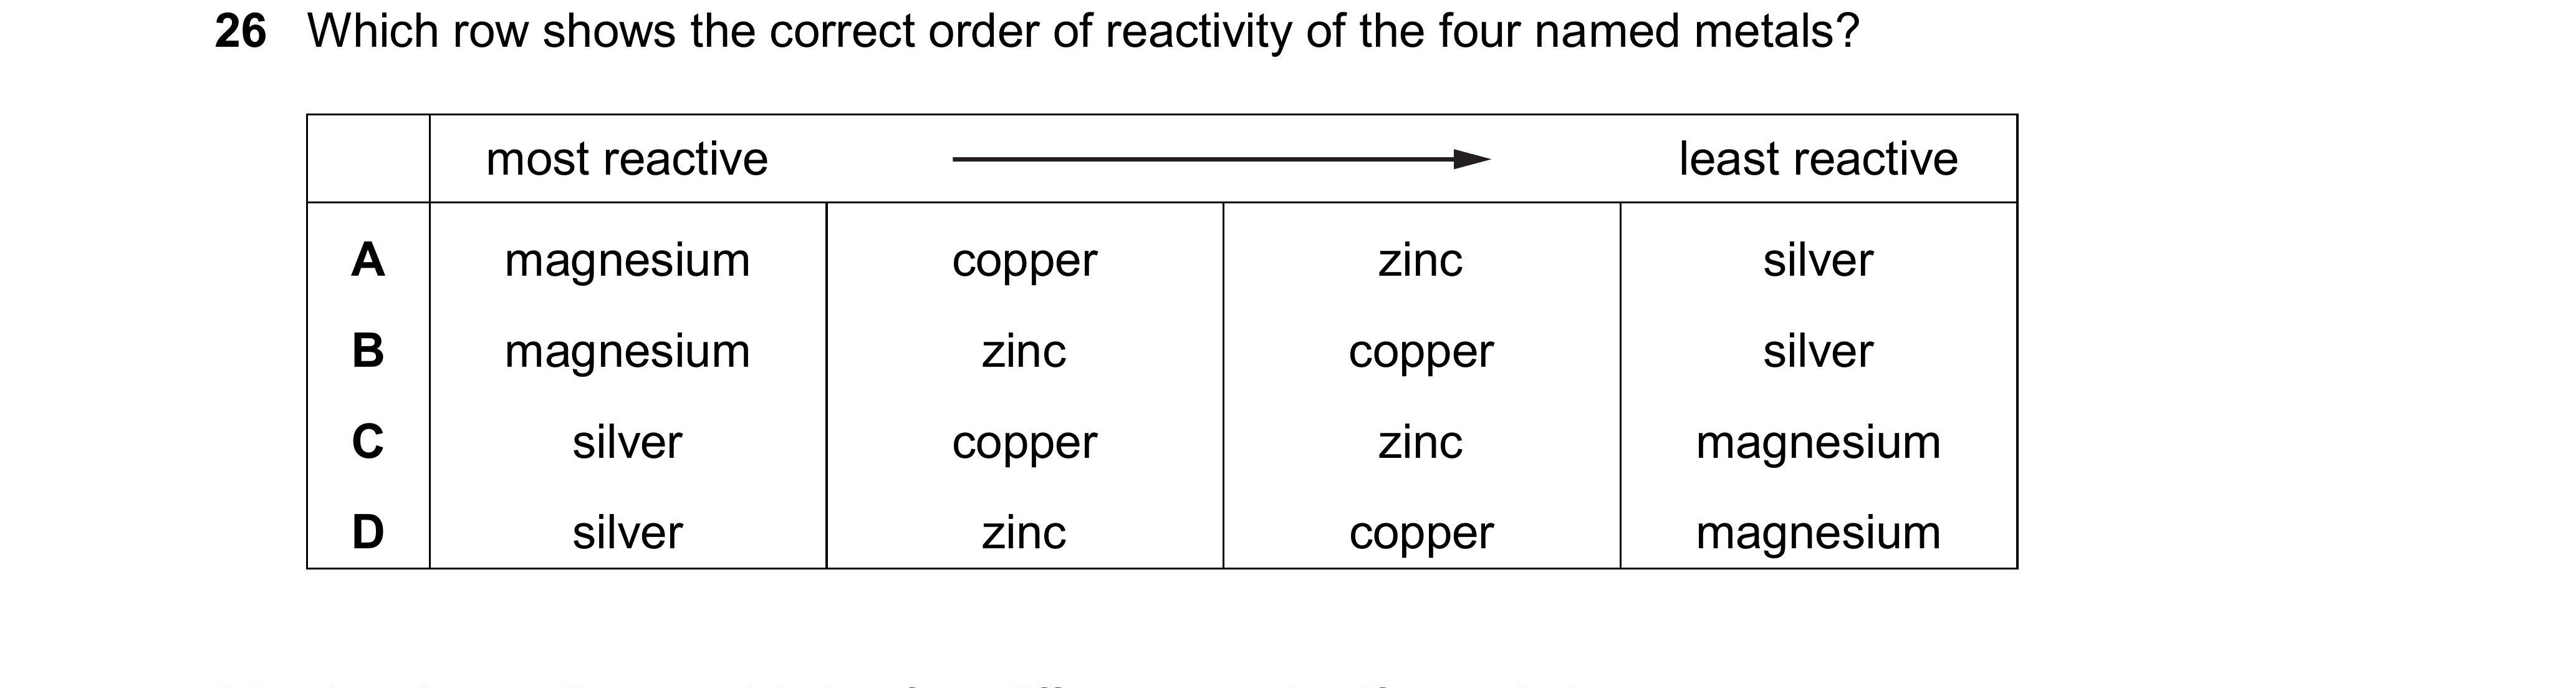 26 Which row shows the correct order of reactivity of the four named metals?
most reactive least reactive
A magnesium copper zinc silver
B magnesium zinc copper silver
C silver copper zinc magnesium
D silver zinc copper magnesium